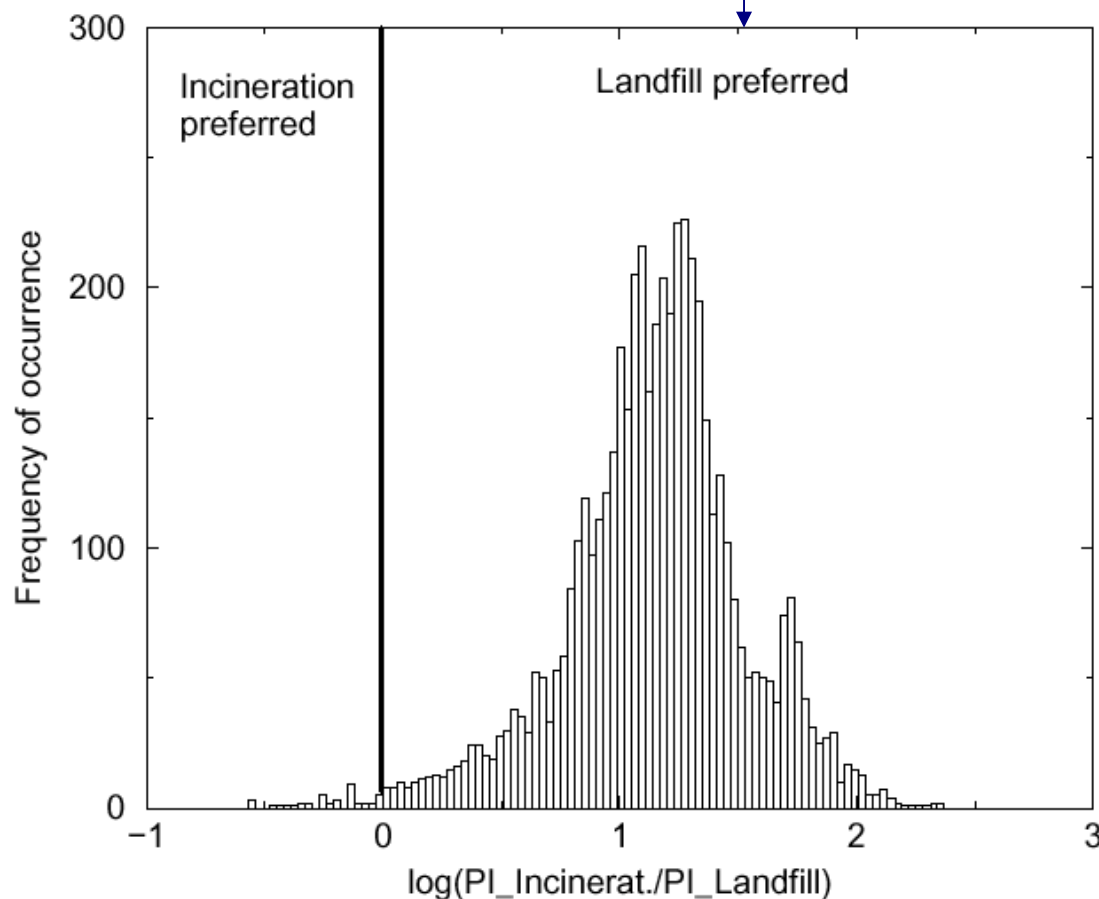 300
Incineration
preferred
Landfill preferred
Frequency of occurrence
200
100
0
−1
0
1
2
3
log(PI_Incinerat./PI_Landfill)